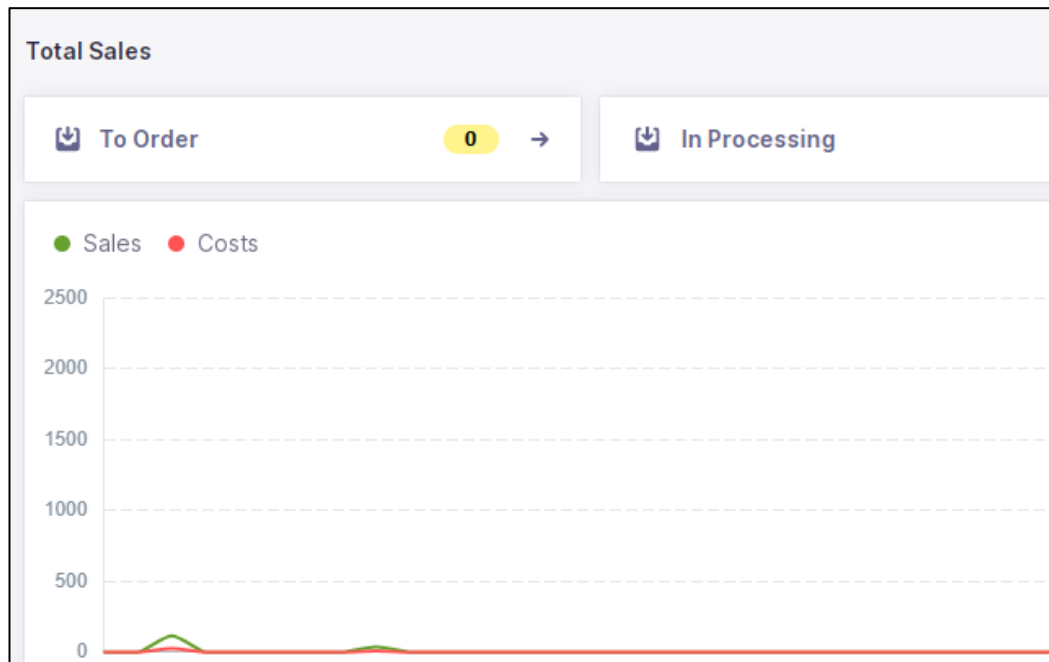 Total Sales
To Order 0 → In Processing
Sales Costs
2500
2000
1500
1000
500
0